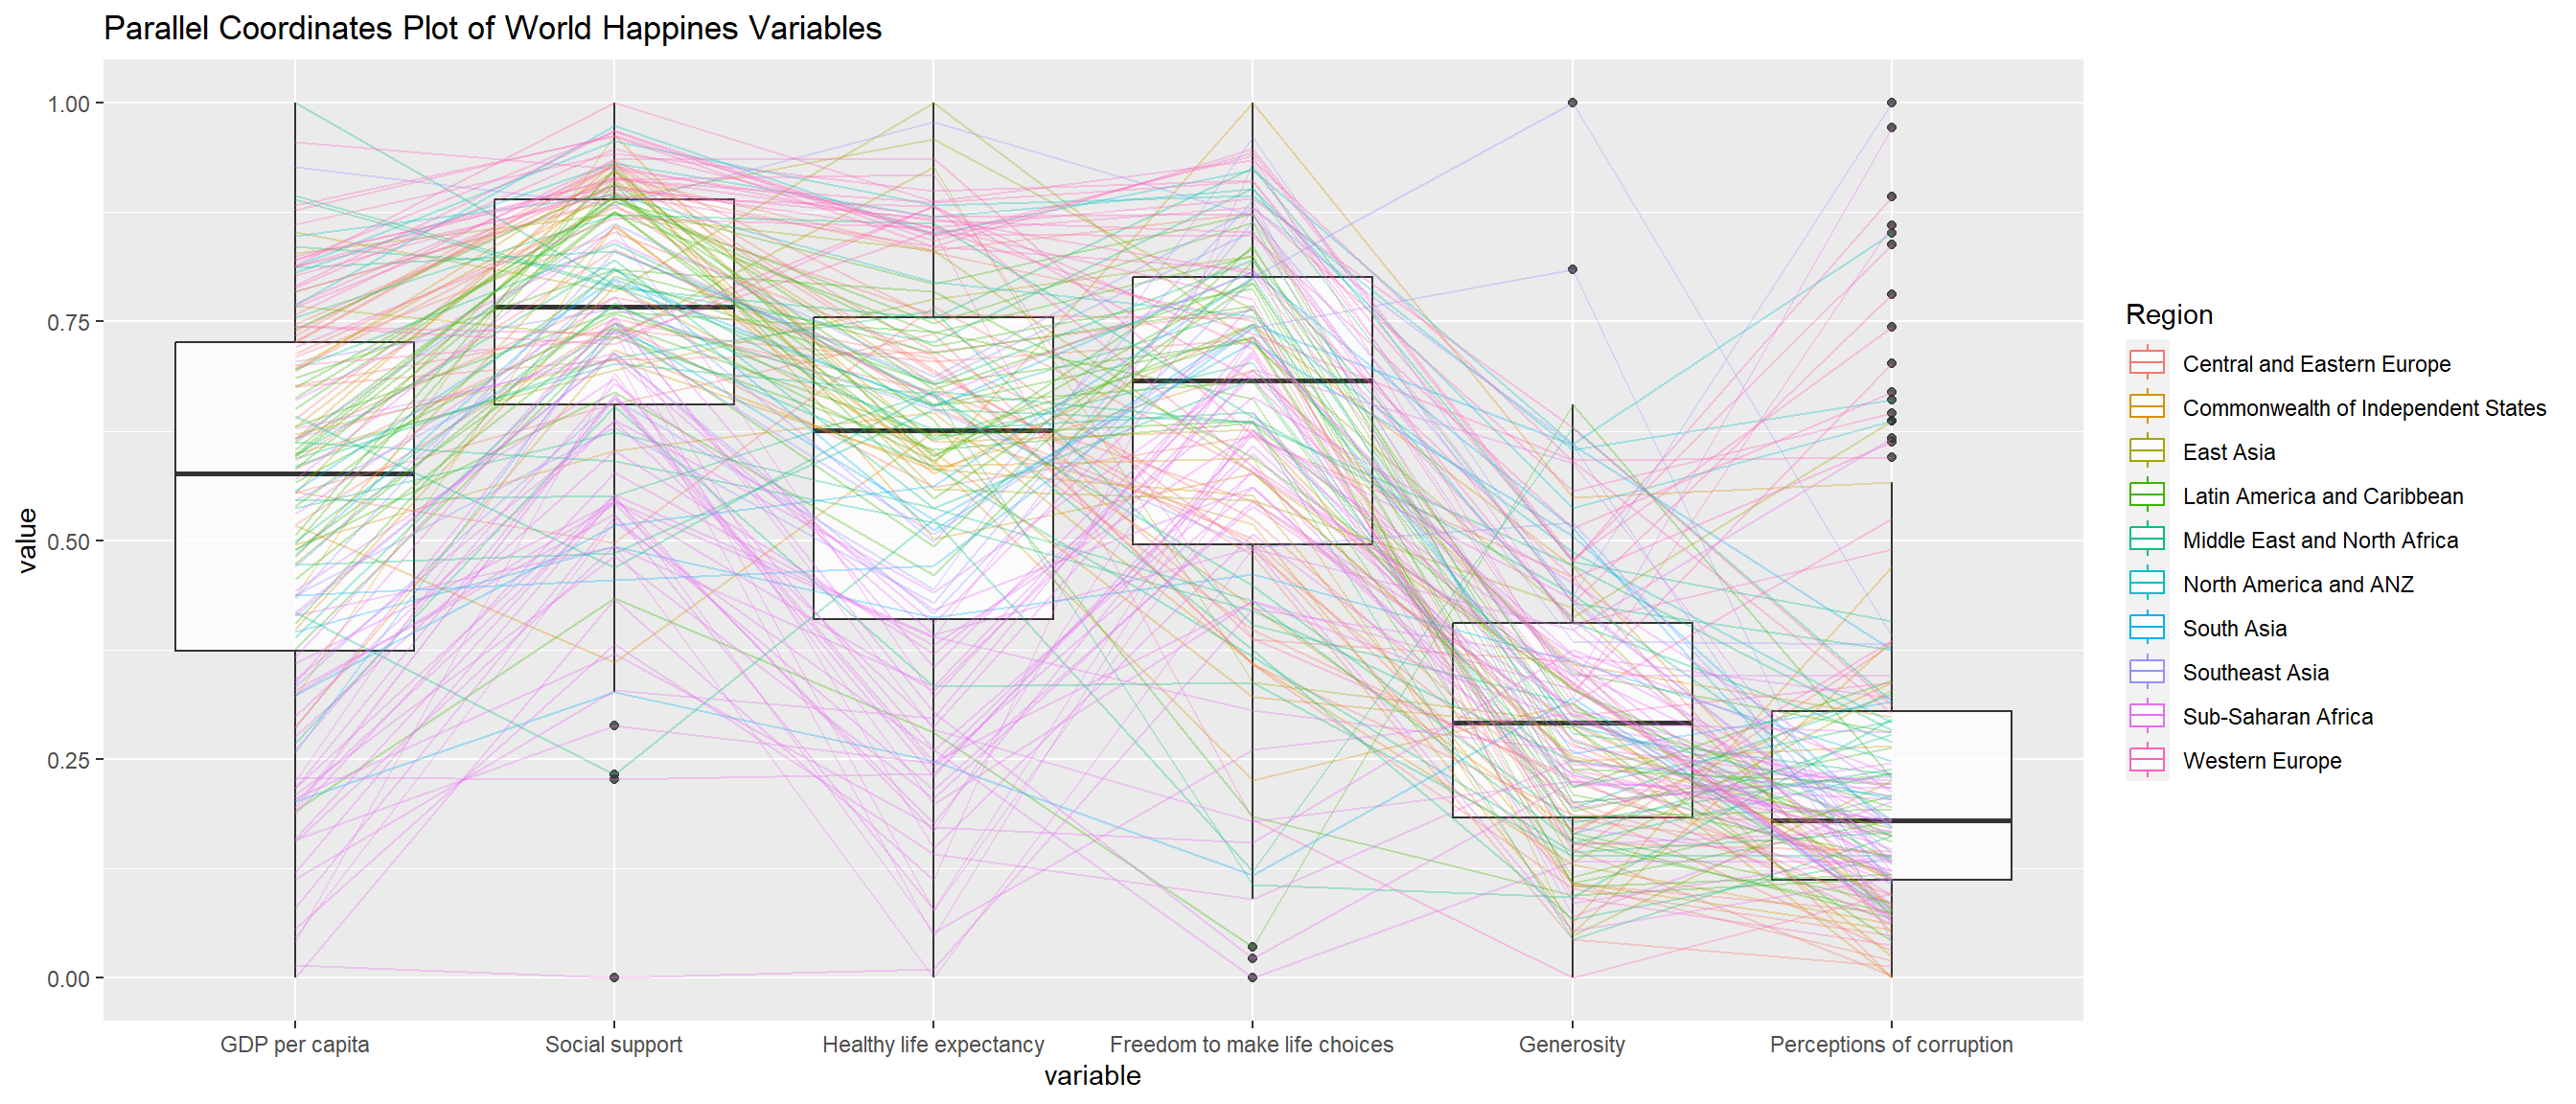 Parallel Coordinates Plot of World Happines Variables
1.00
0.75
0.50
0.25
0.00
value
GDP per capita
Social support
Healthy life expectancy
Freedom to make life choices
Generosity
Perceptions of corruption
variable
Region
Central and Eastern Europe
Commonwealth of Independent States
East Asia
Latin America and Caribbean
Middle East and North Africa
North America and ANZ
South Asia
Southeast Asia
Sub-Saharan Africa
Western Europe